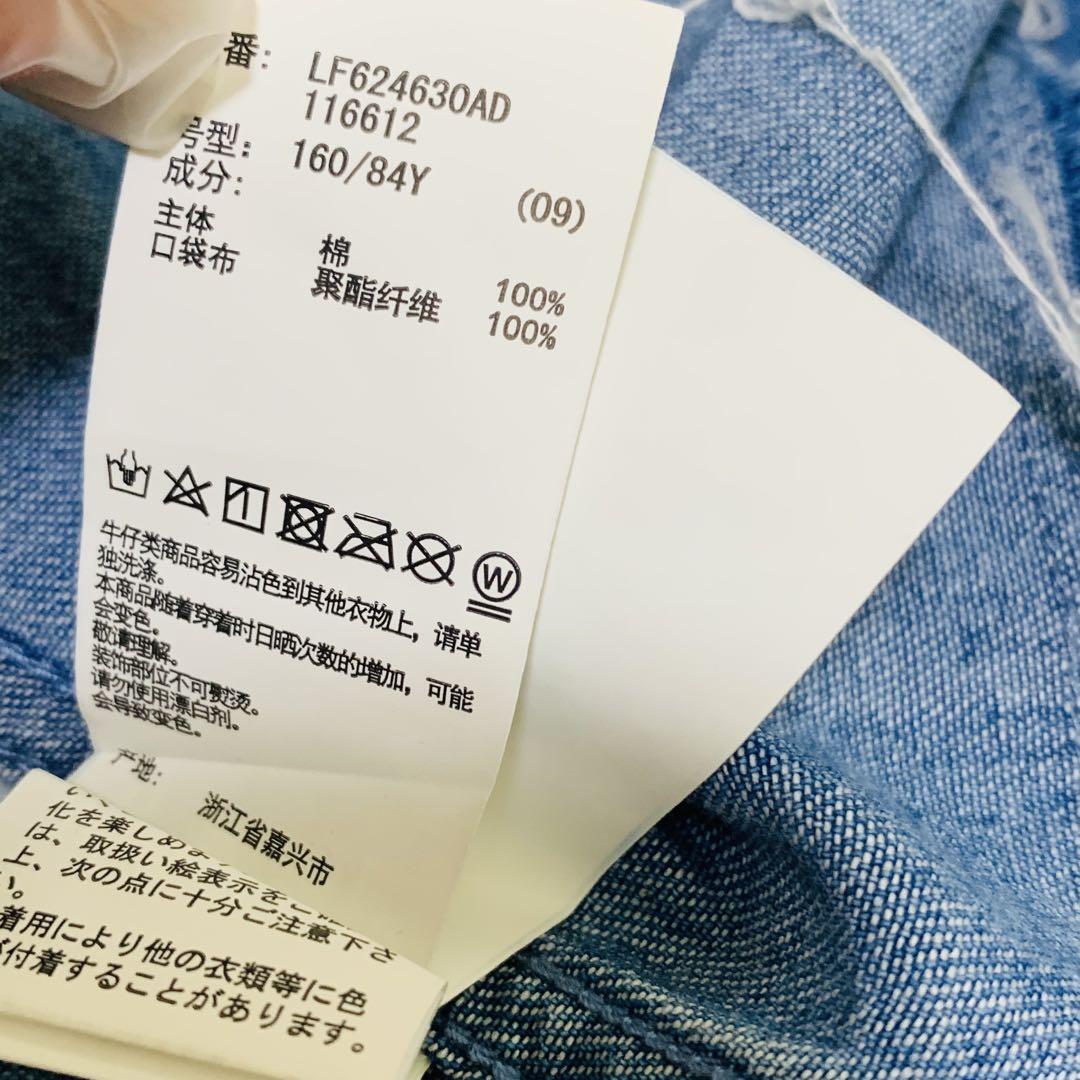 番: LF624630AD
116612
号型: 160/84Y (09)
成分:
主体 棉 100%
口袋布 聚酯纤维 100%
W
牛仔类商品容易沾色到其他衣物上，请单
独洗涤。
本商品随着穿着时日晒次数的增加，可能
会变色。
敬请理解。
装饰部位不可熨烫。
请勿使用漂白剂。
会导致变色。
产地:
浙江省嘉兴市
化を楽しめま
は、取扱い絵表示を
上、次の点に十分ご注意下さ
い。
着用により他の衣類等に色
が付着することがあります。